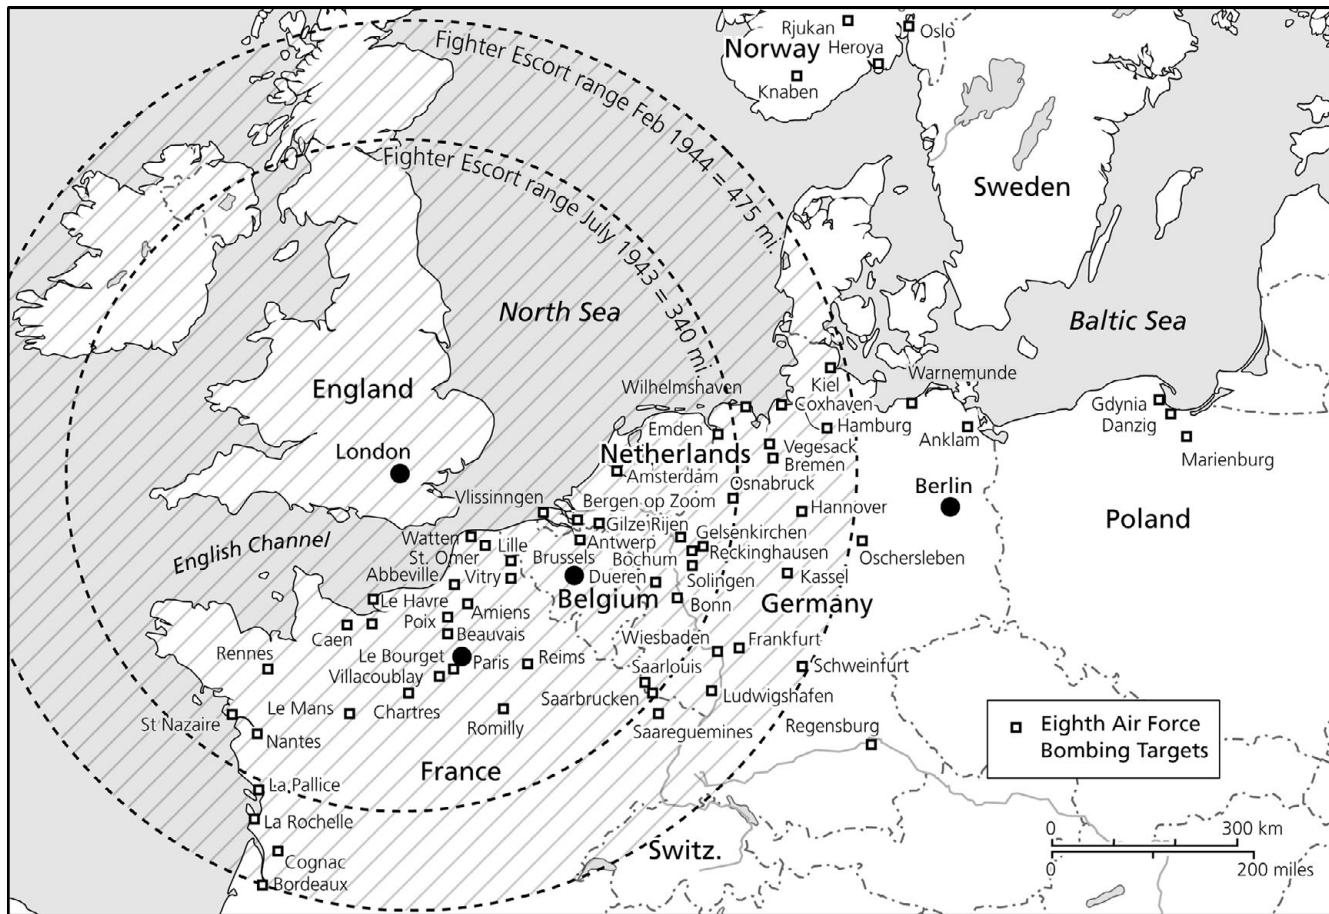 Rjukan
Oslo
Norway
Heroya
Knaben
Fighter Escort range Feb 1944 = 475 mi.
Fighter Escort range July 1943 = 340 mi.
Sweden
North Sea
Baltic Sea
England
London
Wilhelmshaven
Kiel
Coxhaven
Warnemunde
Gdynia
Danzig
Marienburg
Emden
Hamburg
Anklam
Netherlands
Vegesack
Bremen
Amsterdam
Osnabruck
Berlin
Vlissinngen
Bergen op Zoom
Hannover
Poland
Gilze Rijen
Gelsenkirchen
English Channel
Watten
Lille
Antwerp
Reckinghausen
Oschersleben
St. Omer
Brussels
Bochum
Abbeville
Vitry
Dueren
Solingen
Kassel
Le Havre
Amiens
Belgium
Bonn
Germany
Poix
Caen
Beauvais
Wiesbaden
Frankfurt
Rennes
Le Bourget
Paris
Reims
Saarlouis
Schweinfurt
Villacoublay
Saarbrucken
Ludwigshafen
St Nazaire
Le Mans
Chartres
Romilly
Saareguemines
Regensburg
Nantes
France
La Pallice
La Rochelle
Switz.
Cognac
Bordeaux
Eighth Air Force
Bombing Targets
0 300 km
0 200 miles